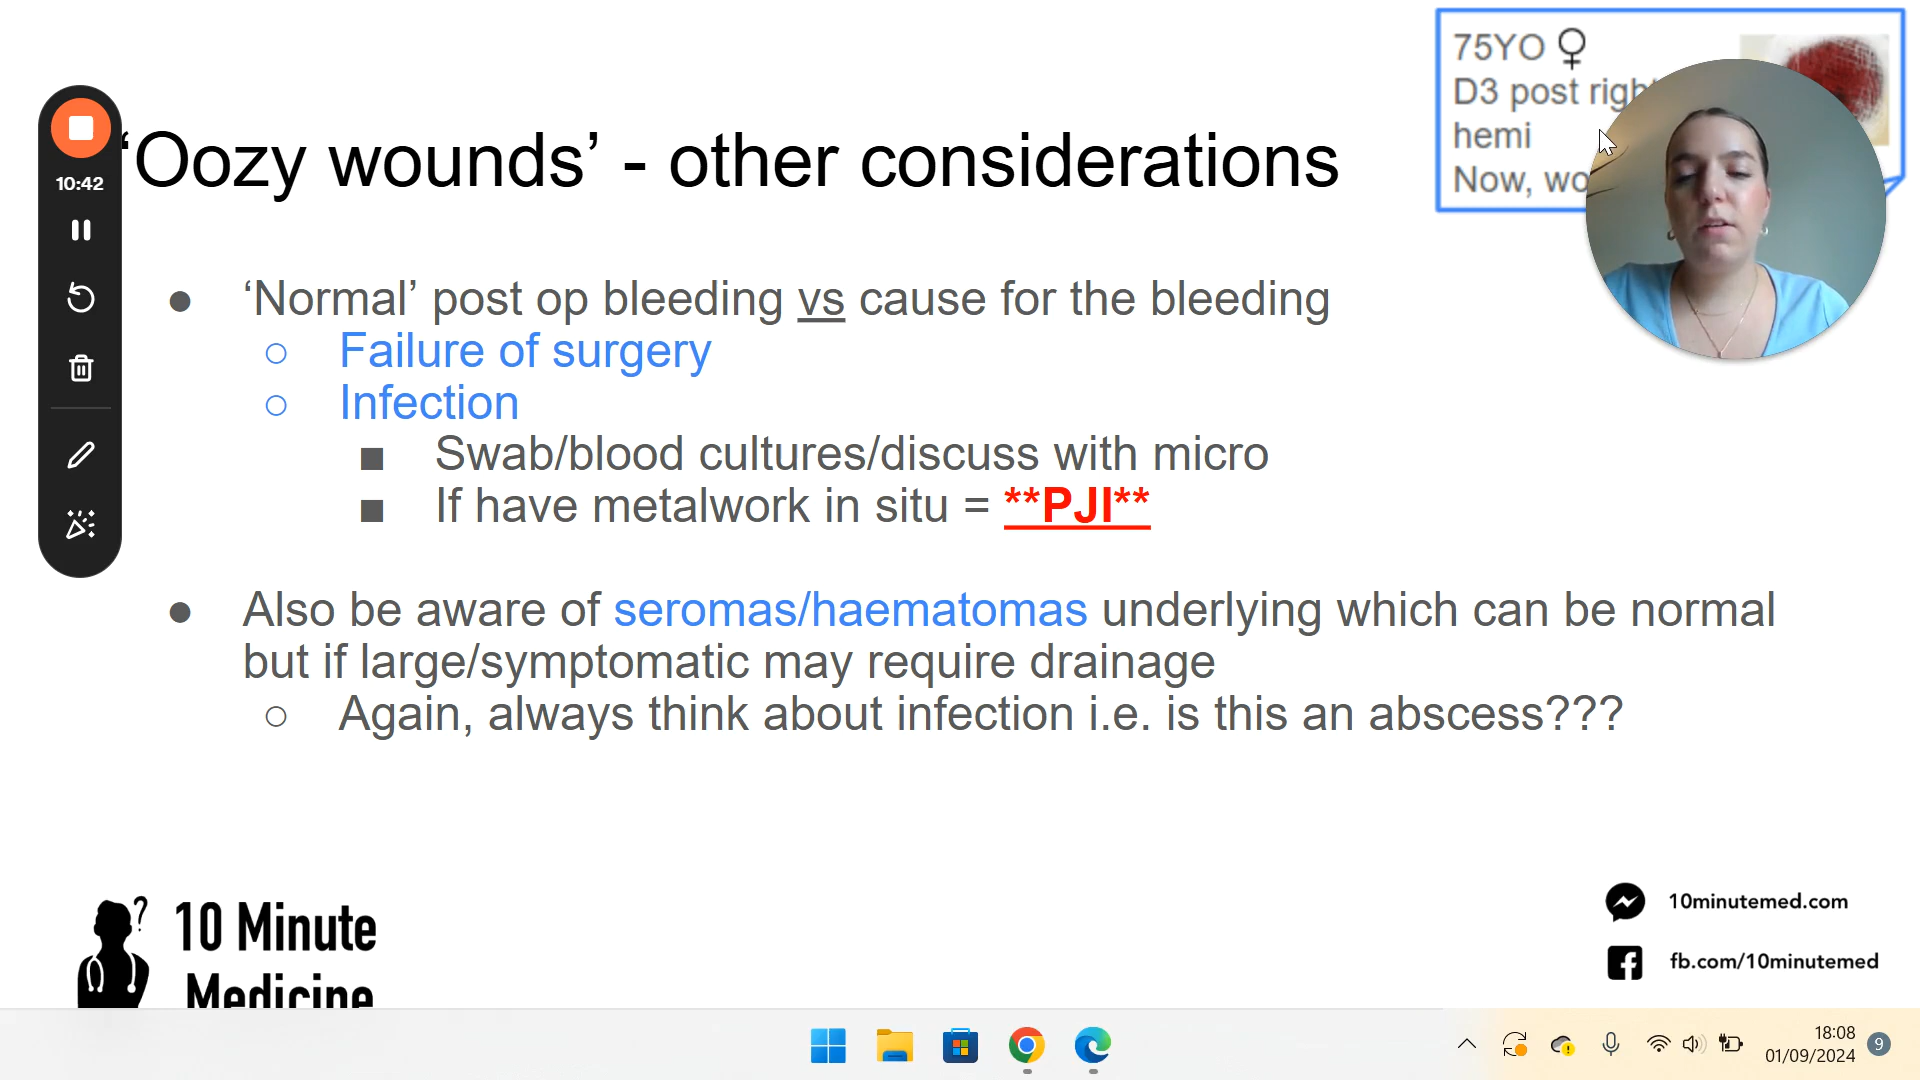 75YO ♀
D3 post righ
hemi
Now, wo
10:42
‘Oozy wounds’ - other considerations
● ‘Normal’ post op bleeding vs cause for the bleeding
○ Failure of surgery
○ Infection
■ Swab/blood cultures/discuss with micro
■ If have metalwork in situ = **PJI**
● Also be aware of seromas/haematomas underlying which can be normal
but if large/symptomatic may require drainage
○ Again, always think about infection i.e. is this an abscess???
?
10 Minute
Medicine
10minutemed.com
fb.com/10minutemed
18:08
01/09/2024
9